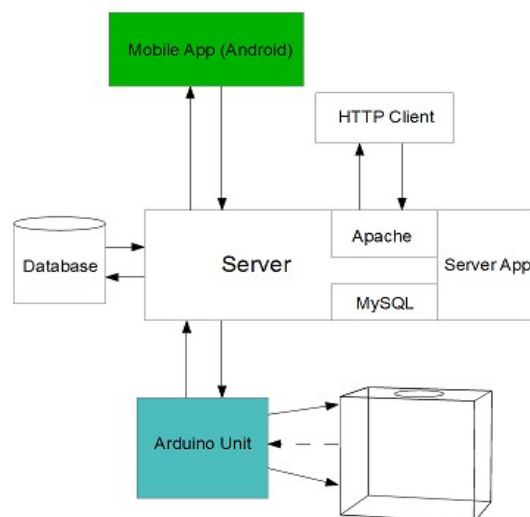 Mobile App (Android)
HTTP Client
Apache
Database
Server
Server App
MySQL
Arduino Unit